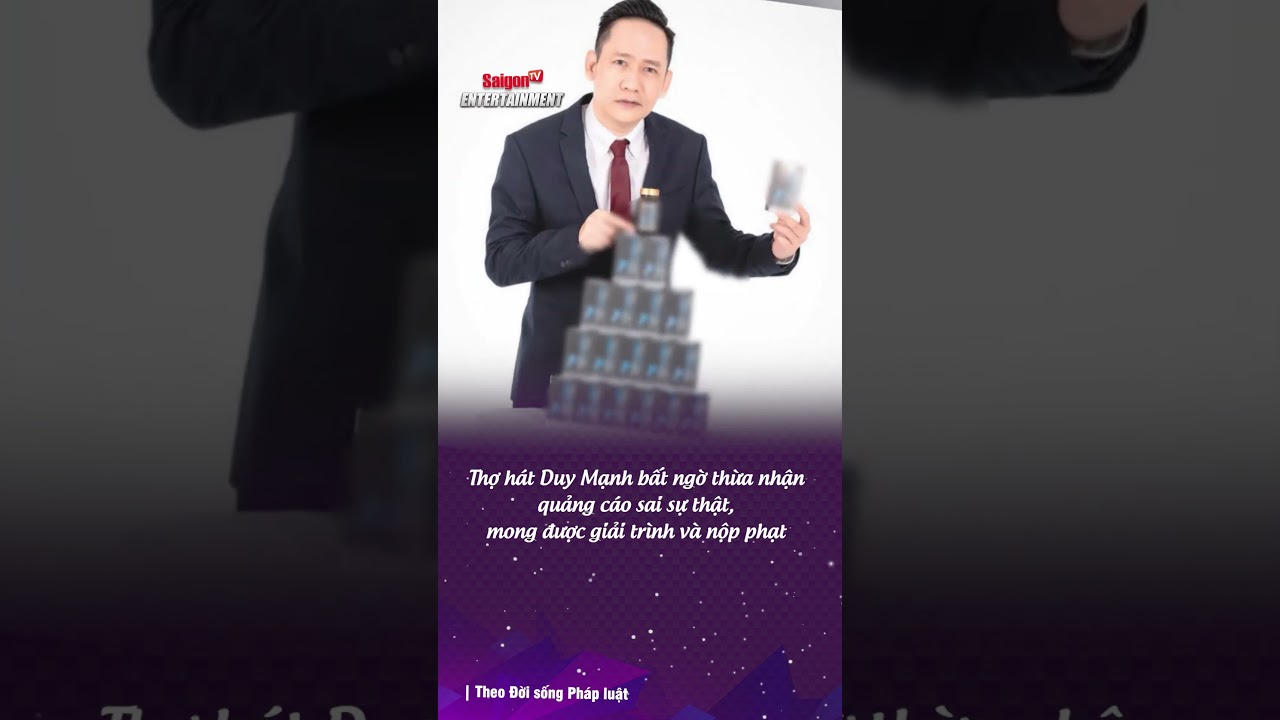 Saigon TV
ENTERTAINMENT
Thợ hát Duy Mạnh bất ngờ thừa nhận
quảng cáo sai sự thật,
mong được giải trình và nộp phạt
| Theo Đời sống Pháp luật